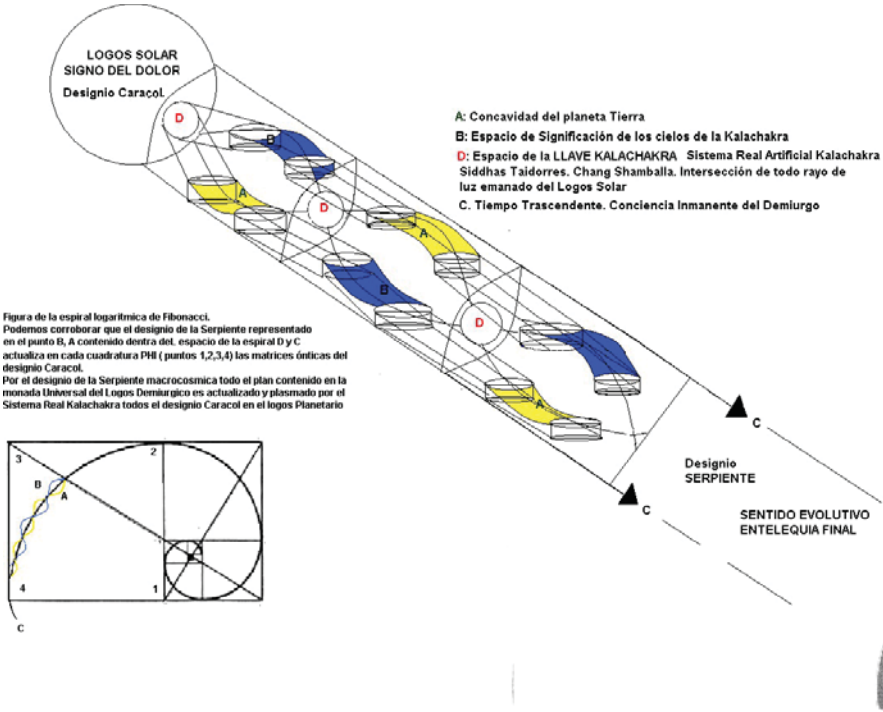 LOGOS SOLAR
SIGNO DEL DOLOR
Designio Caracol.
D
B
A
D
A
B
D
A
A: Concavidad del planeta Tierra
B: Espacio de Significación de los cielos de la Kalachakra
D: Espacio de la LLAVE KALACHAKRA Sistema Real Artificial Kalachakra
Siddhas Taidorres. Chang Shamballa. Intersección de todo rayo de
luz emanado del Logos Solar
C. Tiempo Trascendente. Conciencia Inmanente del Demiurgo
Figura de la espiral logaritmica de Fibonacci.
Podemos corroborar que el designio de la Serpiente representado
en el punto B, A contenido dentra del. espacio de la espiral D y C
actualiza en cada cuadratura PHI ( puntos 1,2,3,4) las matrices ónticas del
designio Caracol.
Por el designio de la Serpiente macrocosmica todo el plan contenido en la
monada Universal del Logos Demiurgico es actualizado y plasmado por el
Sistema Real Kalachakra todos el designio Caracol en el logos Planetario
C
C
Designio
SERPIENTE
SENTIDO EVOLUTIVO
ENTELEQUIA FINAL
3
2
B
A
4
1
C